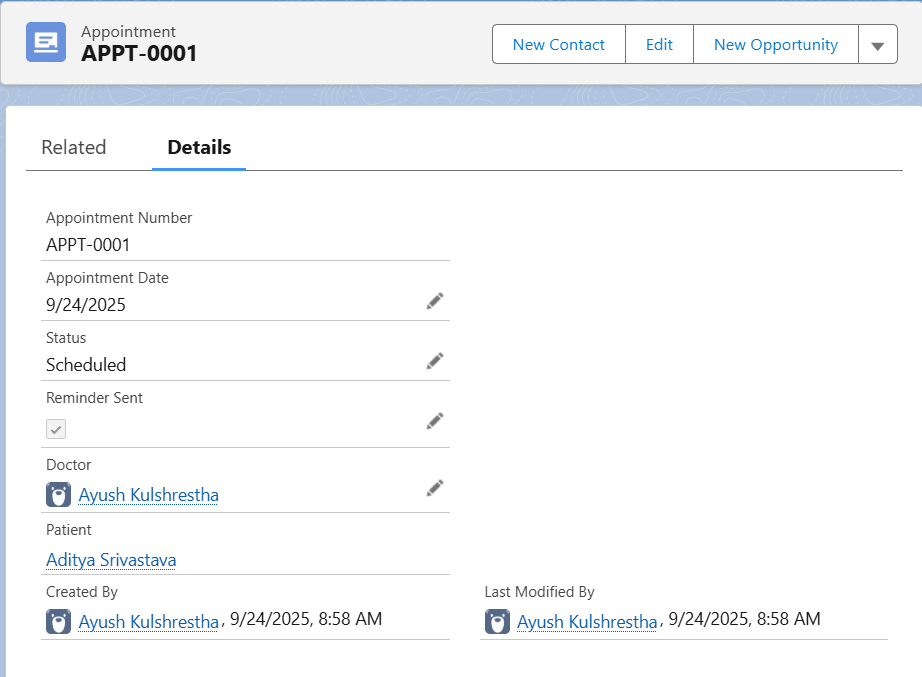 Appointment
APPT-0001
New Contact
Edit
New Opportunity
Related
Details
Appointment Number
APPT-0001
Appointment Date
9/24/2025
Status
Scheduled
Reminder Sent
Doctor
Ayush Kulshrestha
Patient
Aditya Srivastava
Created By
Ayush Kulshrestha, 9/24/2025, 8:58 AM
Last Modified By
Ayush Kulshrestha, 9/24/2025, 8:58 AM